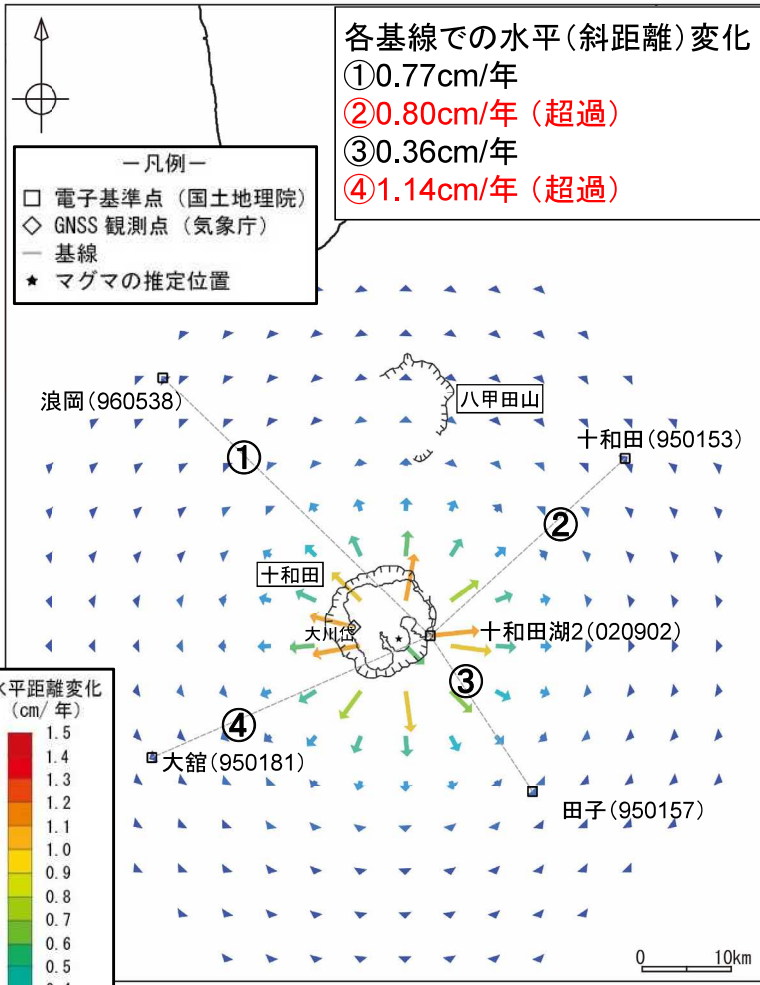 各基線での水平(斜距離)変化
①0.77cm/年
②0.80cm/年(超過)
③0.36cm/年
④1.14cm/年(超過)
－凡例－
電子基準点(国土地理院)
GNSS 観測点(気象庁)
基線
マグマの推定位置
八甲田山
浪岡(960538)
十和田(950153)
①
②
十和田
大川岱
十和田湖2(020902)
③
④
大舘(950181)
田子(950157)
水平距離変化
(cm/年)
1.5
1.4
1.3
1.2
1.1
1.0
0.9
0.8
0.7
0.6
0.5
0 10km